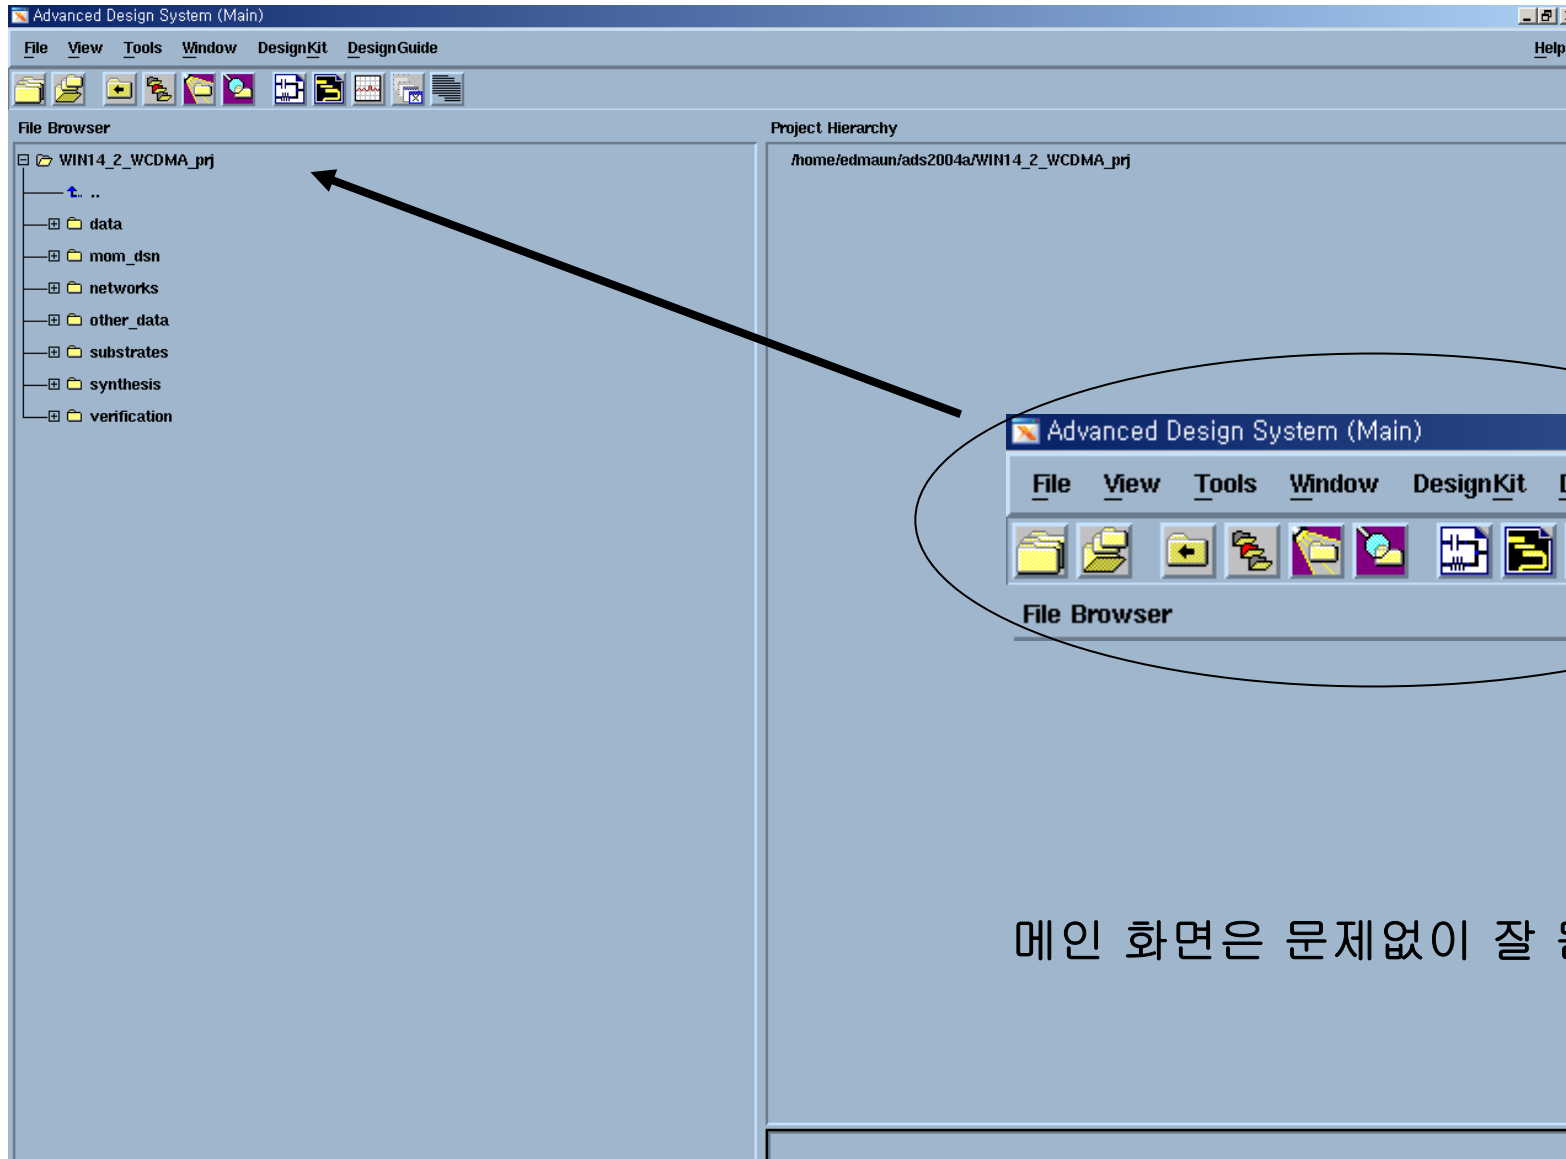 Advanced Design System (Main)
File View Tools Window DesignKit DesignGuide Help
File Browser
Project Hierarchy
WIN14_2_WCDMA_prj
/home/edmaun/ads2004a/WIN14_2_WCDMA_prj
..
data
mom_dsn
networks
other_data
substrates
synthesis
verification
Advanced Design System (Main)
File View Tools Window DesignKit
File Browser
메인 화면은 문제없이 잘